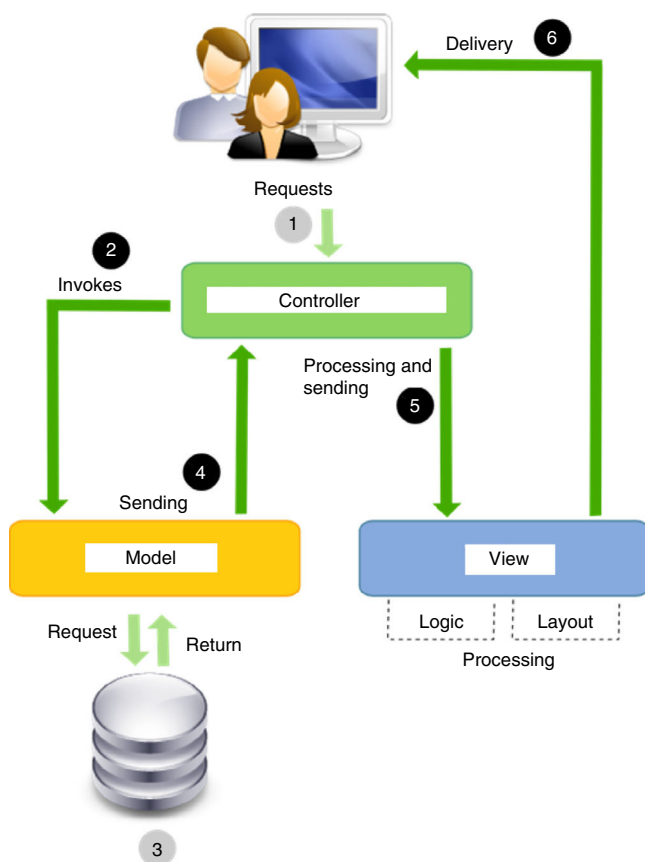 Delivery
6
Requests
1
2
Invokes
Controller
Processing and
sending
5
4
Sending
Model
View
Request
Return
Logic
Layout
Processing
3